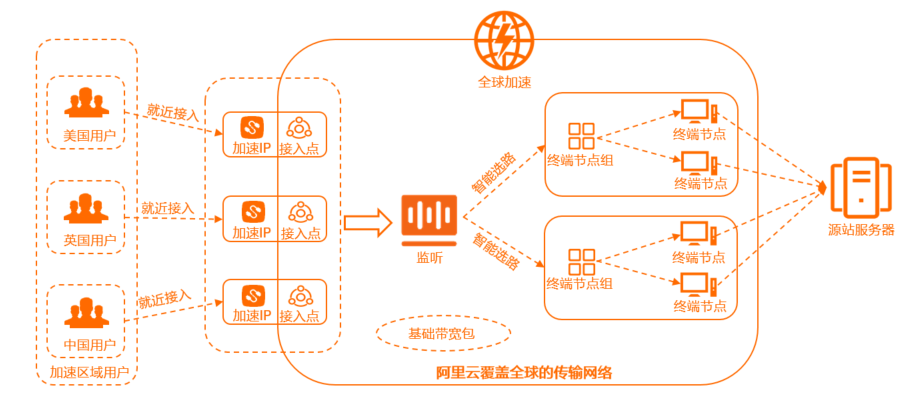 全球加速
美国用户
就近接入
加速IP
接入点
英国用户
就近接入
加速IP
接入点
中国用户
就近接入
加速IP
接入点
加速区域用户
监听
智能选路
智能选路
终端节点组
终端节点
终端节点
终端节点组
终端节点
终端节点
源站服务器
基础带宽包
阿里云覆盖全球的传输网络